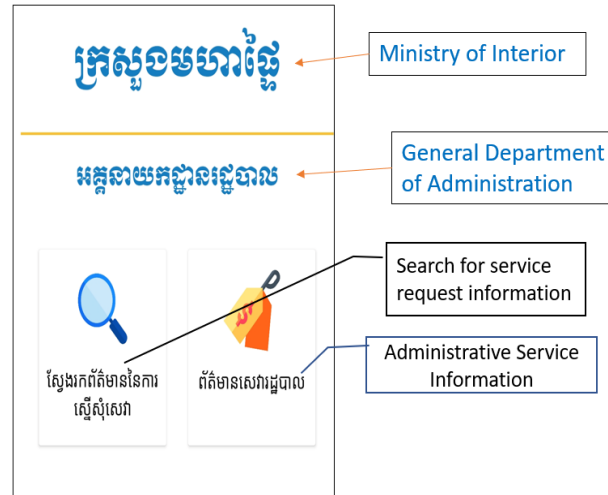 ក្រសួងមហាផ្ទៃ
Ministry of Interior
អគ្គនាយកដ្ឋានរដ្ឋបាល
General Department
of Administration
Search for service
request information
ស្វែងរកព័ត៌មាននៃការ
ស្នើសុំសេវា
ព័ត៌មានសេវារដ្ឋបាល
Administrative Service
Information